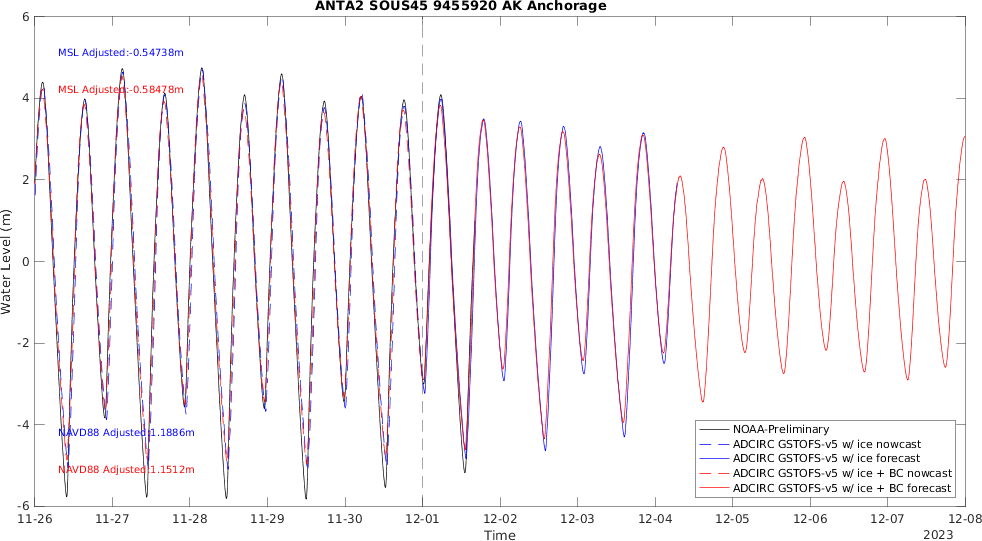 ANTA2 SOUS45 9455920 AK Anchorage
6
MSL Adjusted:-0.54738m
MSL Adjusted:-0.58478m
4
2
0
-2
-4
-6
Water Level (m)
NAVD88 Adjusted:1.1886m
NAVD88 Adjusted:1.1512m
NOAA-Preliminary
ADCIRC GSTOFS-v5 w/ ice nowcast
ADCIRC GSTOFS-v5 w/ ice forecast
ADCIRC GSTOFS-v5 w/ ice + BC nowcast
ADCIRC GSTOFS-v5 w/ ice + BC forecast
11-26 11-27 11-28 11-29 11-30 12-01 12-02 12-03 12-04 12-05 12-06 12-07 12-08
Time
2023